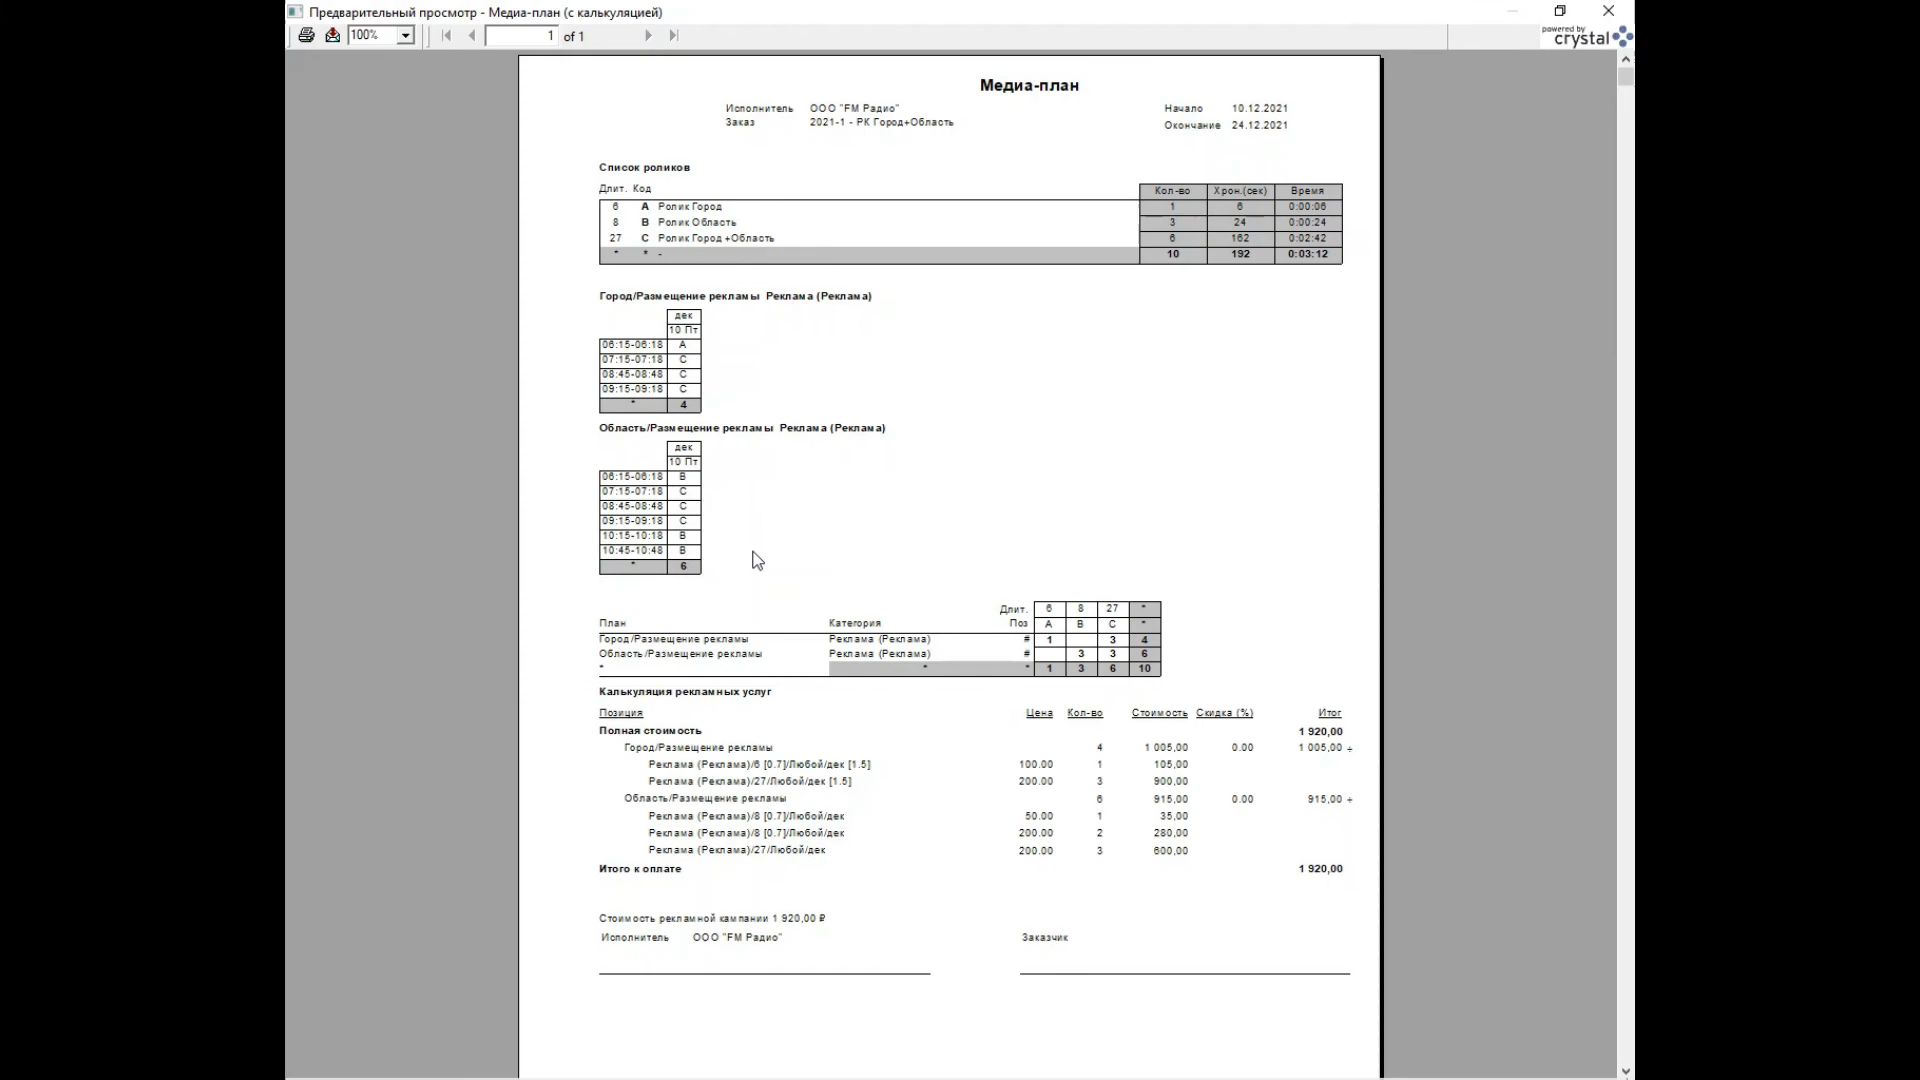 Предварительный просмотр - Медиа-план (с калькуляцией)
100% 1 of 1 powered by crystal
Медиа-план
Исполнитель ООО "FM Радио" Начало 10.12.2021
Заказ 2021-1 - РК Город+Область Окончание 24.12.2021
Список роликов
Длит. Код Кол-во Хрон.(сек) Время
6 A Ролик Город 1 6 0:00:06
8 B Ролик Область 3 24 0:00:24
27 C Ролик Город +Область 6 162 0:02:42
* * - 10 192 0:03:12
Город/Размещение рекламы Реклама (Реклама)
дек
10 Пт
06:15-06:18 A
07:15-07:18 C
08:45-08:48 C
09:15-09:18 C
* 4
Область/Размещение рекламы Реклама (Реклама)
дек
10 Пт
06:15-06:18 B
07:15-07:18 C
08:45-08:48 C
09:15-09:18 C
10:15-10:18 B
10:45-10:48 B
* 6
Длит. 6 8 27 *
План Категория Поз A B C *
Город/Размещение рекламы Реклама (Реклама) # 1 3 4
Область/Размещение рекламы Реклама (Реклама) # 3 3 6
* * * 1 3 6 10
Калькуляция рекламных услуг
Позиция Цена Кол-во Стоимость Скидка (%) Итог
Полная стоимость 1 920,00
Город/Размещение рекламы 4 1 005,00 0.00 1 005,00 +
Реклама (Реклама)/6 [0.7]/Любой/дек [1.5] 100.00 1 105,00
Реклама (Реклама)/27/Любой/дек [1.5] 200.00 3 900,00
Область/Размещение рекламы 6 915,00 0.00 915,00 +
Реклама (Реклама)/8 [0.7]/Любой/дек 50.00 1 35,00
Реклама (Реклама)/8 [0.7]/Любой/дек 200.00 2 280,00
Реклама (Реклама)/27/Любой/дек 200.00 3 600,00
Итого к оплате 1 920,00
Стоимость рекламной кампании 1 920,00 ₽
Исполнитель ООО "FM Радио" Заказчик